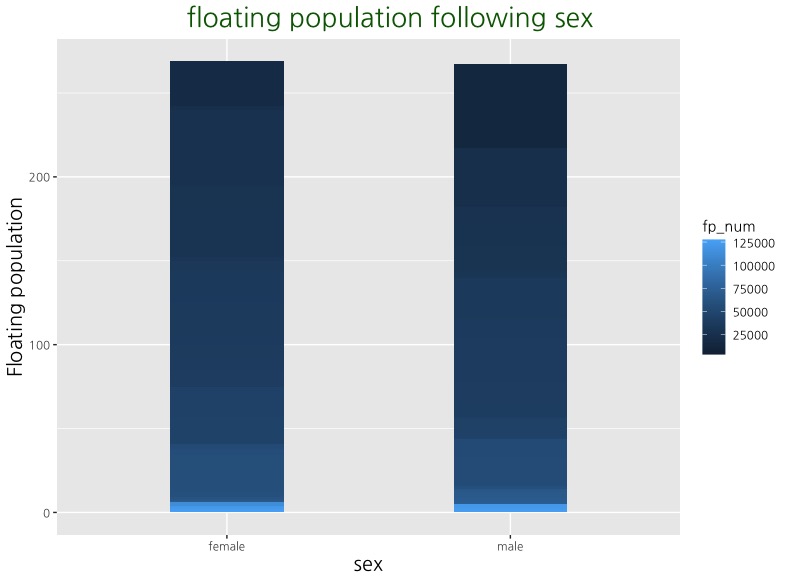 floating population following sex
Floating population
200
100
0
female
male
sex
fp_num
125000
100000
75000
50000
25000